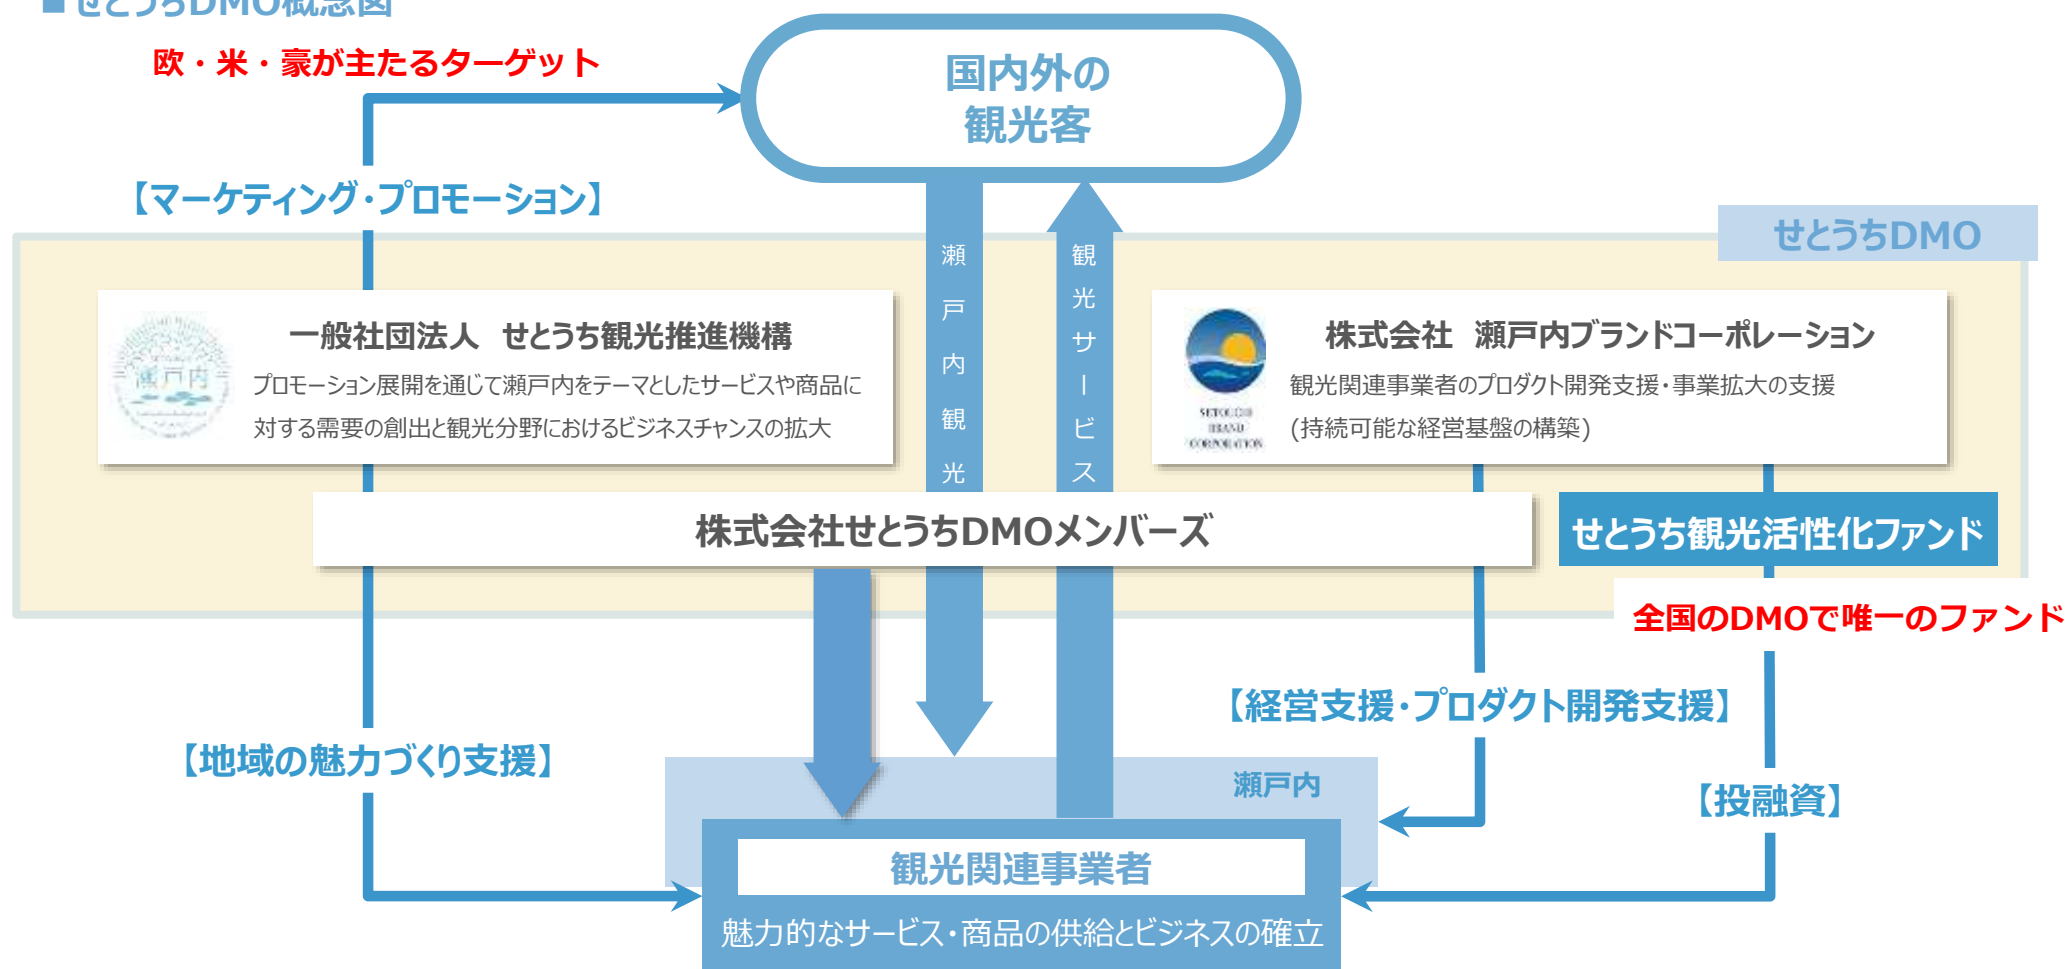 ■ せとうちDMO概念図
欧・米・豪が主たるターゲット
国内外の
観光客
【マーケティング・プロモーション】
せとうちDMO
瀬戸内観光
観光サービス
一般社団法人 せとうち観光推進機構
プロモーション展開を通じて瀬戸内をテーマとしたサービスや商品に
対する需要の創出と観光分野におけるビジネスチャンスの拡大
瀬戸内
株式会社 瀬戸内ブランドコーポレーション
観光関連事業者のプロダクト開発支援・事業拡大の支援
(持続可能な経営基盤の構築)
SETOUCHI
BRAND
CORPORATION
株式会社せとうちDMOメンバーズ
せとうち観光活性化ファンド
全国のDMOで唯一のファンド
【経営支援・プロダクト開発支援】
【地域の魅力づくり支援】
瀬戸内
【投融資】
観光関連事業者
魅力的なサービス・商品の供給とビジネスの確立